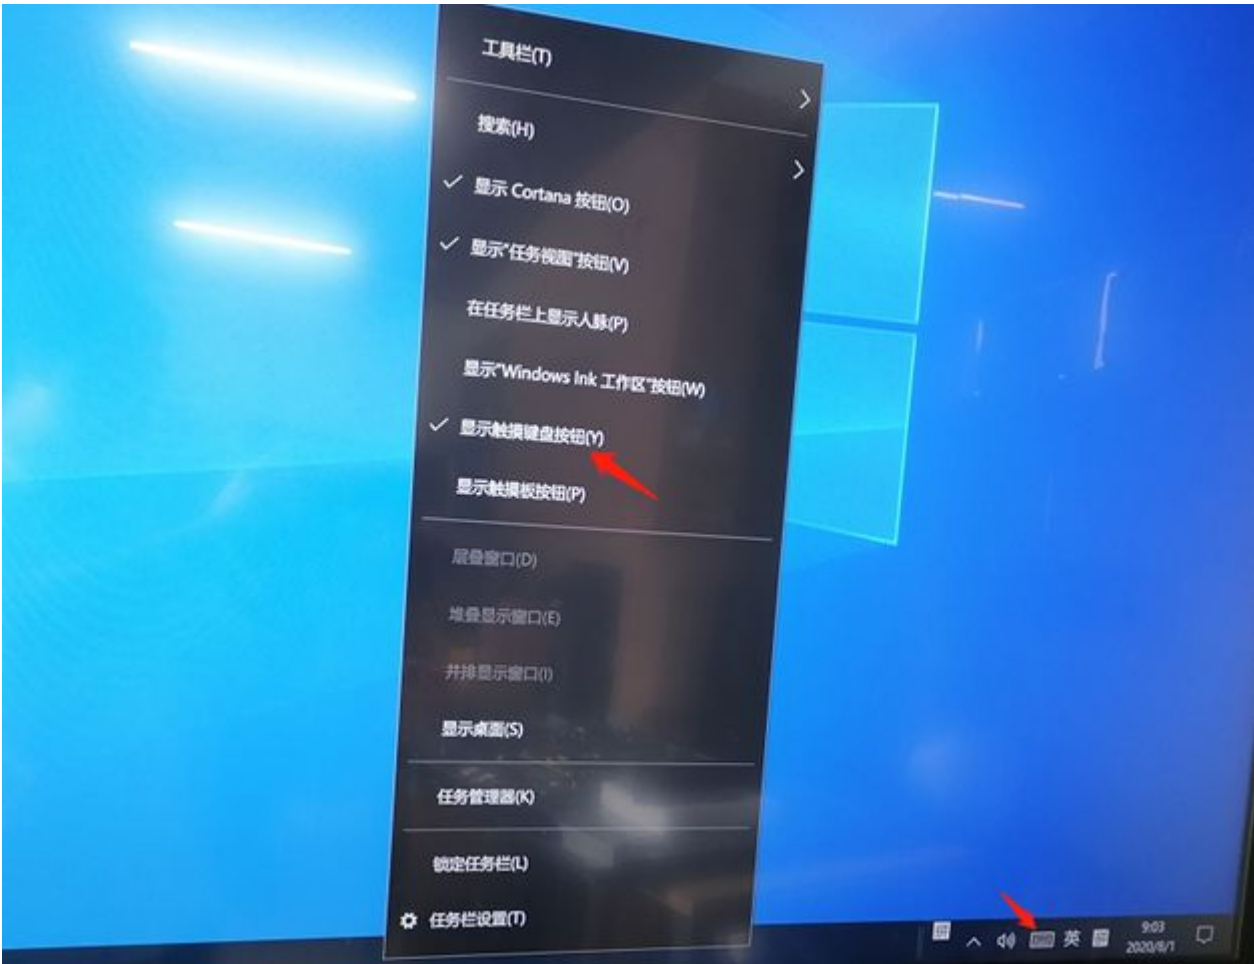 工具栏(T)
搜索(H)
显示 Cortana 按钮(O)
显示"任务视图"按钮(V)
在任务栏上显示人脉(P)
显示"Windows Ink 工作区"按钮(W)
显示触摸键盘按钮(Y)
显示触摸板按钮(P)
层叠窗口(D)
堆叠显示窗口(E)
并排显示窗口(I)
显示桌面(S)
任务管理器(K)
锁定任务栏(L)
任务栏设置(T)
拼
英
9:03
2020/8/1